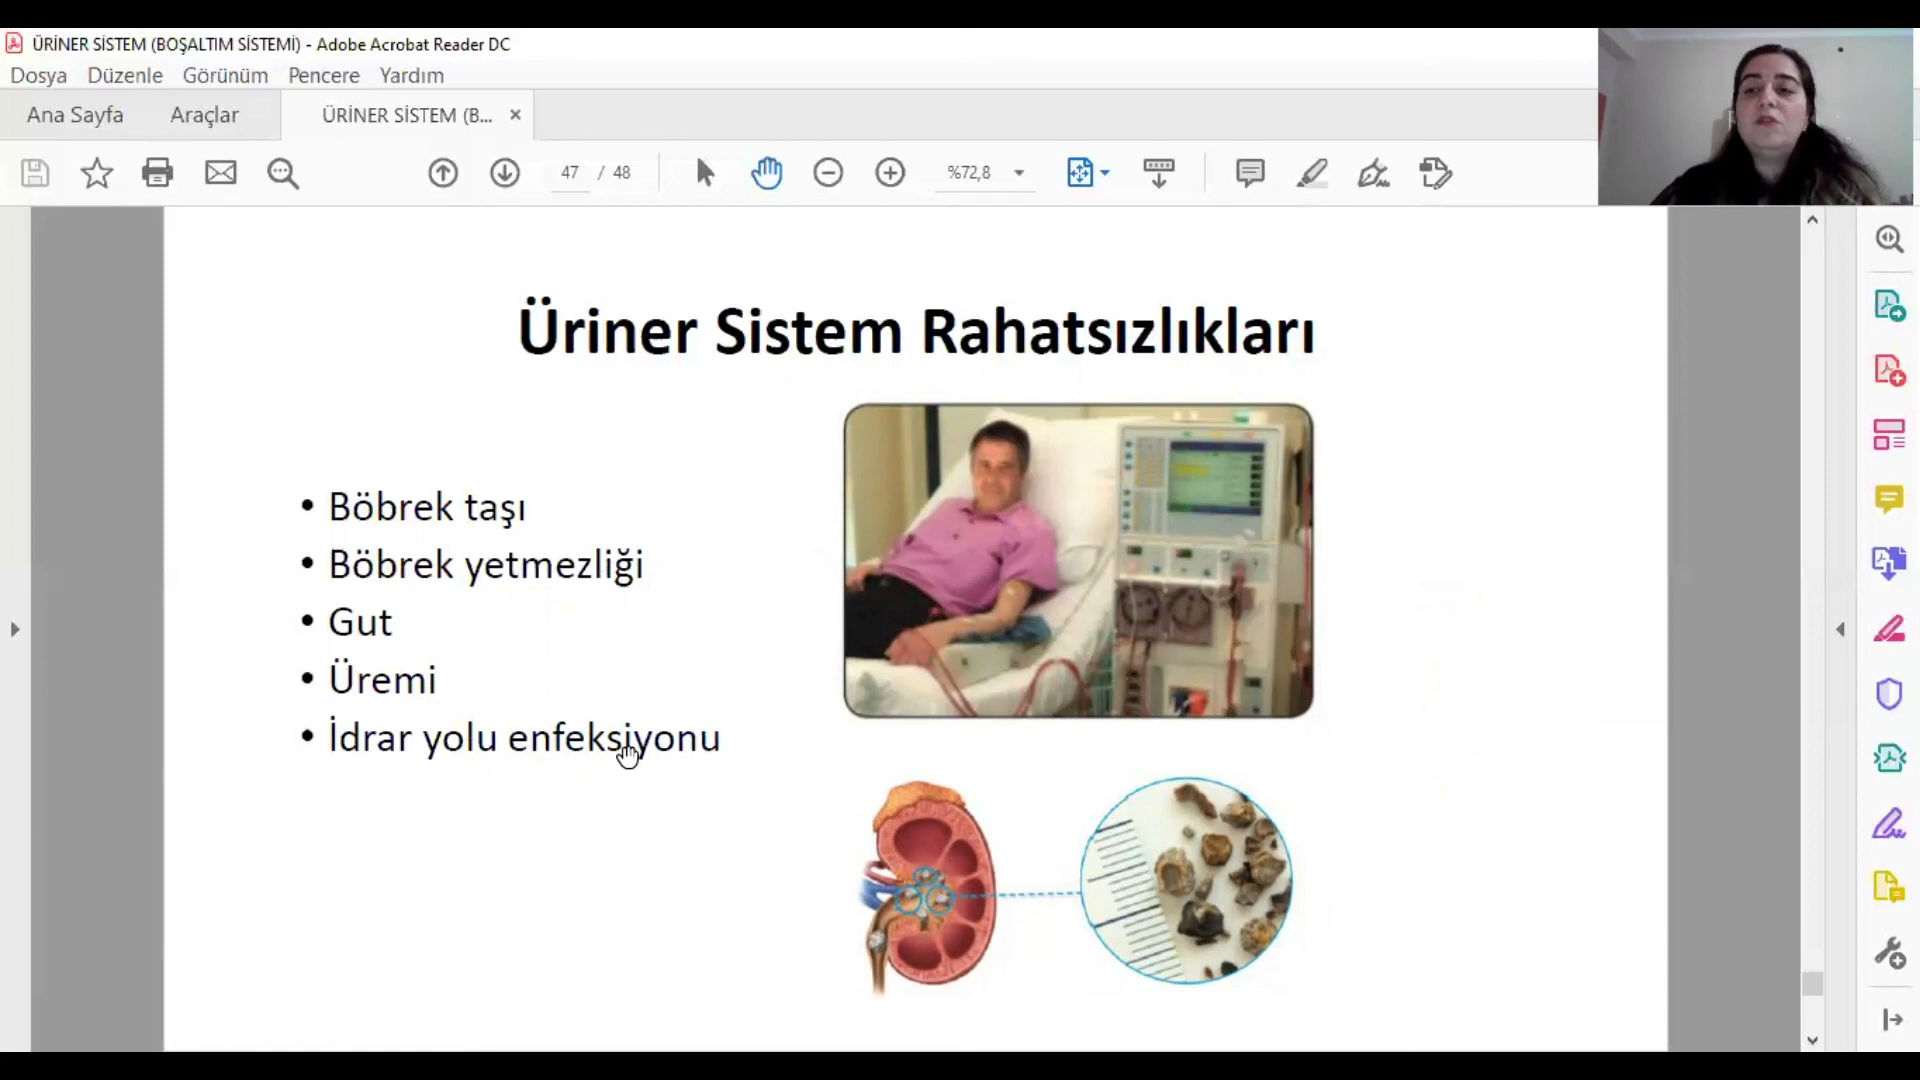 ÜRİNER SİSTEM (BOŞALTIM SİSTEMİ) - Adobe Acrobat Reader DC
Dosya Düzenle Görünüm Pencere Yardım
Ana Sayfa Araçlar ÜRİNER SİSTEM (B... ×
47 / 48 %72,8
Üriner Sistem Rahatsızlıkları
• Böbrek taşı
• Böbrek yetmezliği
• Gut
• Üremi
• İdrar yolu enfeksiyonu